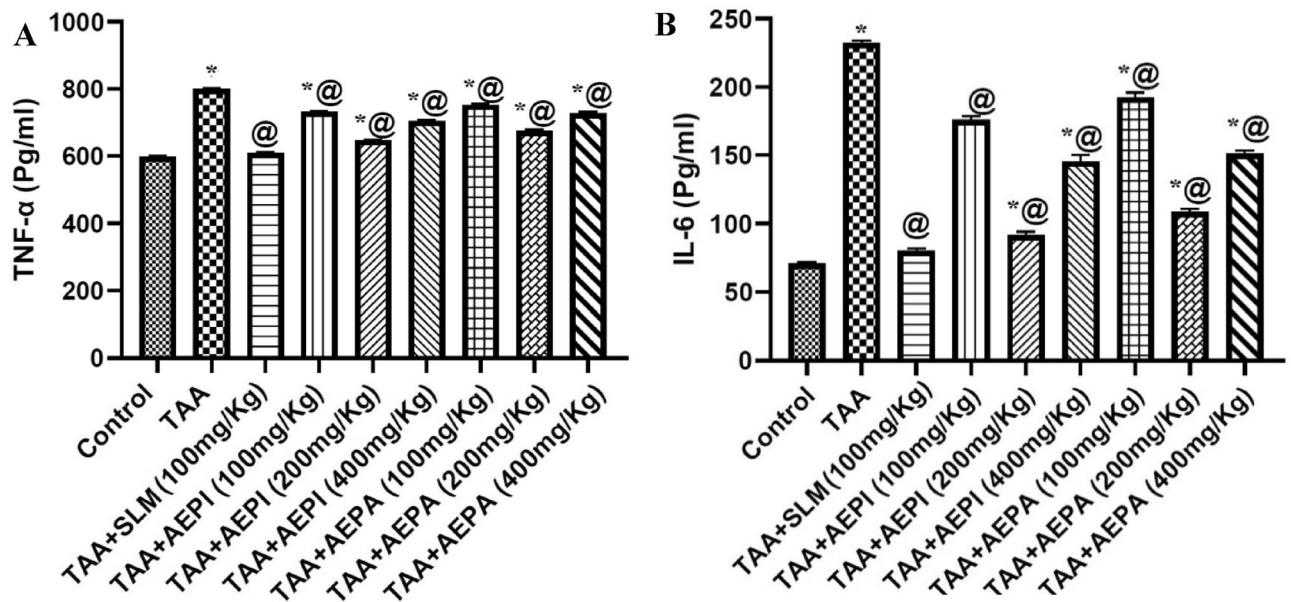 A
TNF-α (Pg/ml)
1000
800
600
400
200
0
*
@
*@
*@
*@
*@
*@
*@
Control
TAA
TAA+SLM (100mg/Kg)
TAA+AEPI (100mg/Kg)
TAA+AEPI (200mg/Kg)
TAA+AEPI (400mg/Kg)
TAA+AEPA (100mg/Kg)
TAA+AEPA (200mg/Kg)
TAA+AEPA (400mg/Kg)
B
IL-6 (Pg/ml)
250
200
150
100
50
0
*
@
@
*@
*@
*@
*@
*@
Control
TAA
TAA+SLM (100mg/Kg)
TAA+AEPI (100mg/Kg)
TAA+AEPI (200mg/Kg)
TAA+AEPI (400mg/Kg)
TAA+AEPA (100mg/Kg)
TAA+AEPA (200mg/Kg)
TAA+AEPA (400mg/Kg)